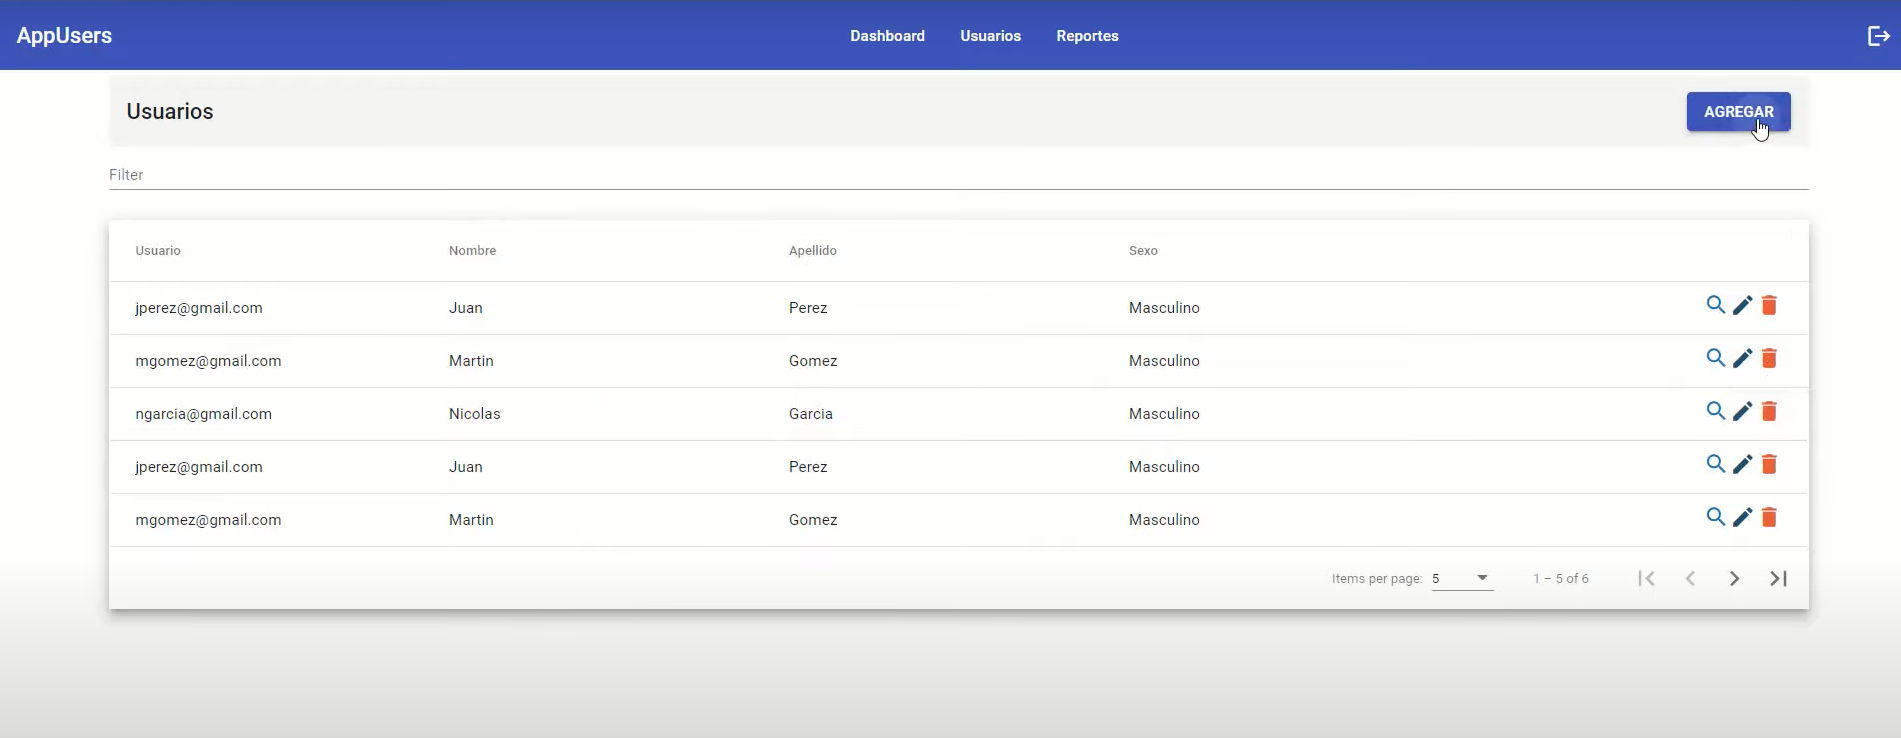 AppUsers Dashboard Usuarios Reportes
Usuarios AGREGAR
Filter
Usuario Nombre Apellido Sexo
jperez@gmail.com Juan Perez Masculino
mgomez@gmail.com Martin Gomez Masculino
ngarcia@gmail.com Nicolas Garcia Masculino
jperez@gmail.com Juan Perez Masculino
mgomez@gmail.com Martin Gomez Masculino
Items per page: 5 1 – 5 of 6